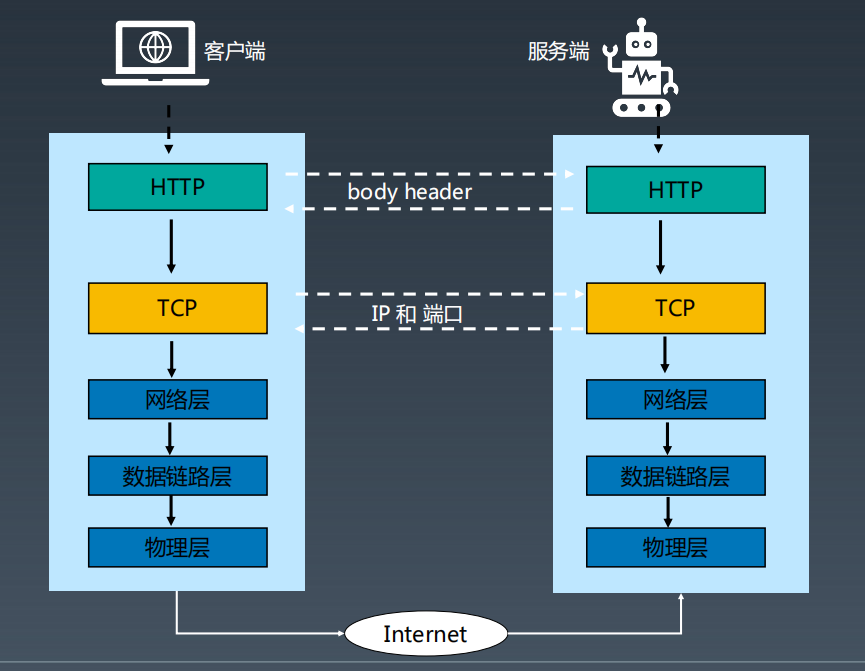 客户端
服务端
HTTP
body header
HTTP
TCP
IP 和 端口
TCP
网络层
网络层
数据链路层
数据链路层
物理层
物理层
Internet